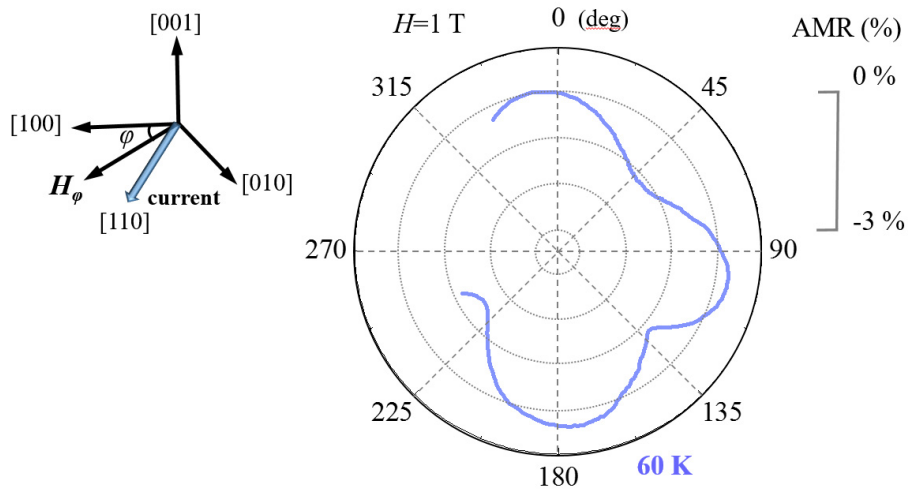 [001]
[100]
φ
Hφ
[010]
current
[110]
H=1 T
0 (deg)
45
90
135
180
225
270
315
60 K
AMR (%)
0 %
-3 %